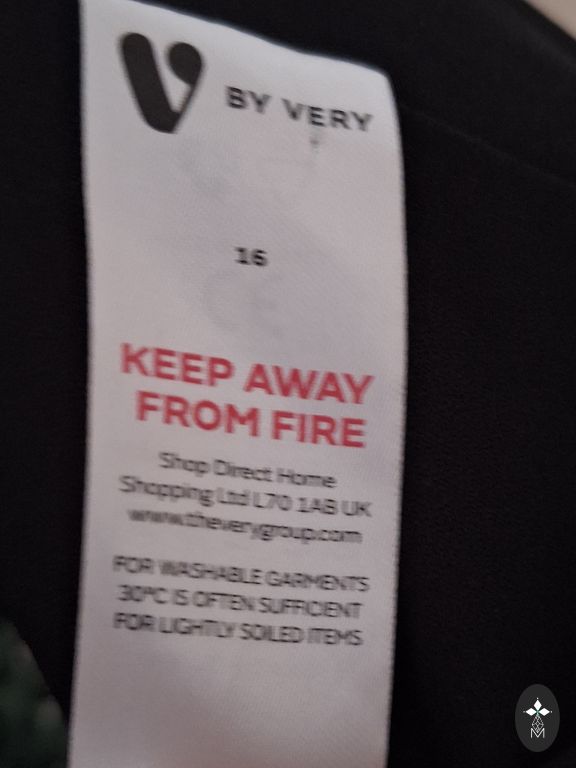 V BY VERY
16
KEEP AWAY
FROM FIRE
Shop Direct Home
Shopping Ltd L70 1AB UK
www.theverygroup.com
FOR WASHABLE GARMENTS
30°C IS OFTEN SUFFICIENT
FOR LIGHTLY SOILED ITEMS
M